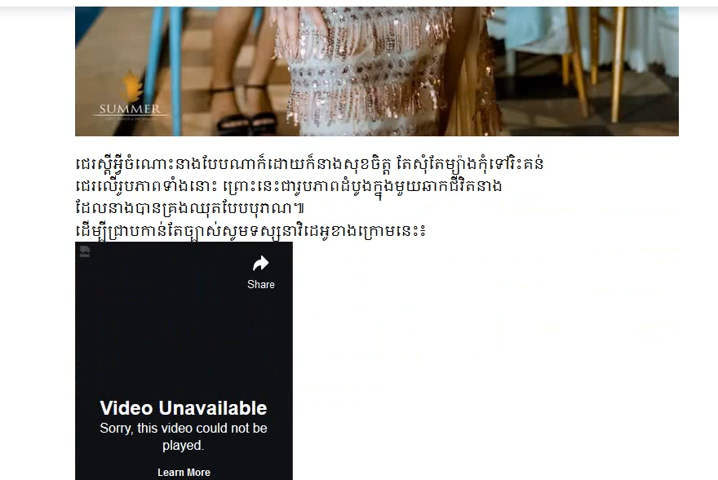 SUMMER
ជេរស្តីអ្វីចំណោះនាងបែបណាក៏ដោយក៏នាងសុខចិត្ត តែសុំតែម្យ៉ាងកុំទៅរិះគន់
ជេរលើរូបភាពទាំងនោះ ព្រោះនេះជារូបភាពដំបូងក្នុងមួយឆាកជីវិតនាង
ដែលនាងបានគ្រងឈុតបែបបុរាណ៕
ដើម្បីជ្រាបកាន់តែច្បាស់សូមទស្សនាវិដេអូខាងក្រោមនេះ៖
Share
Video Unavailable
Sorry, this video could not be
played.
Learn More